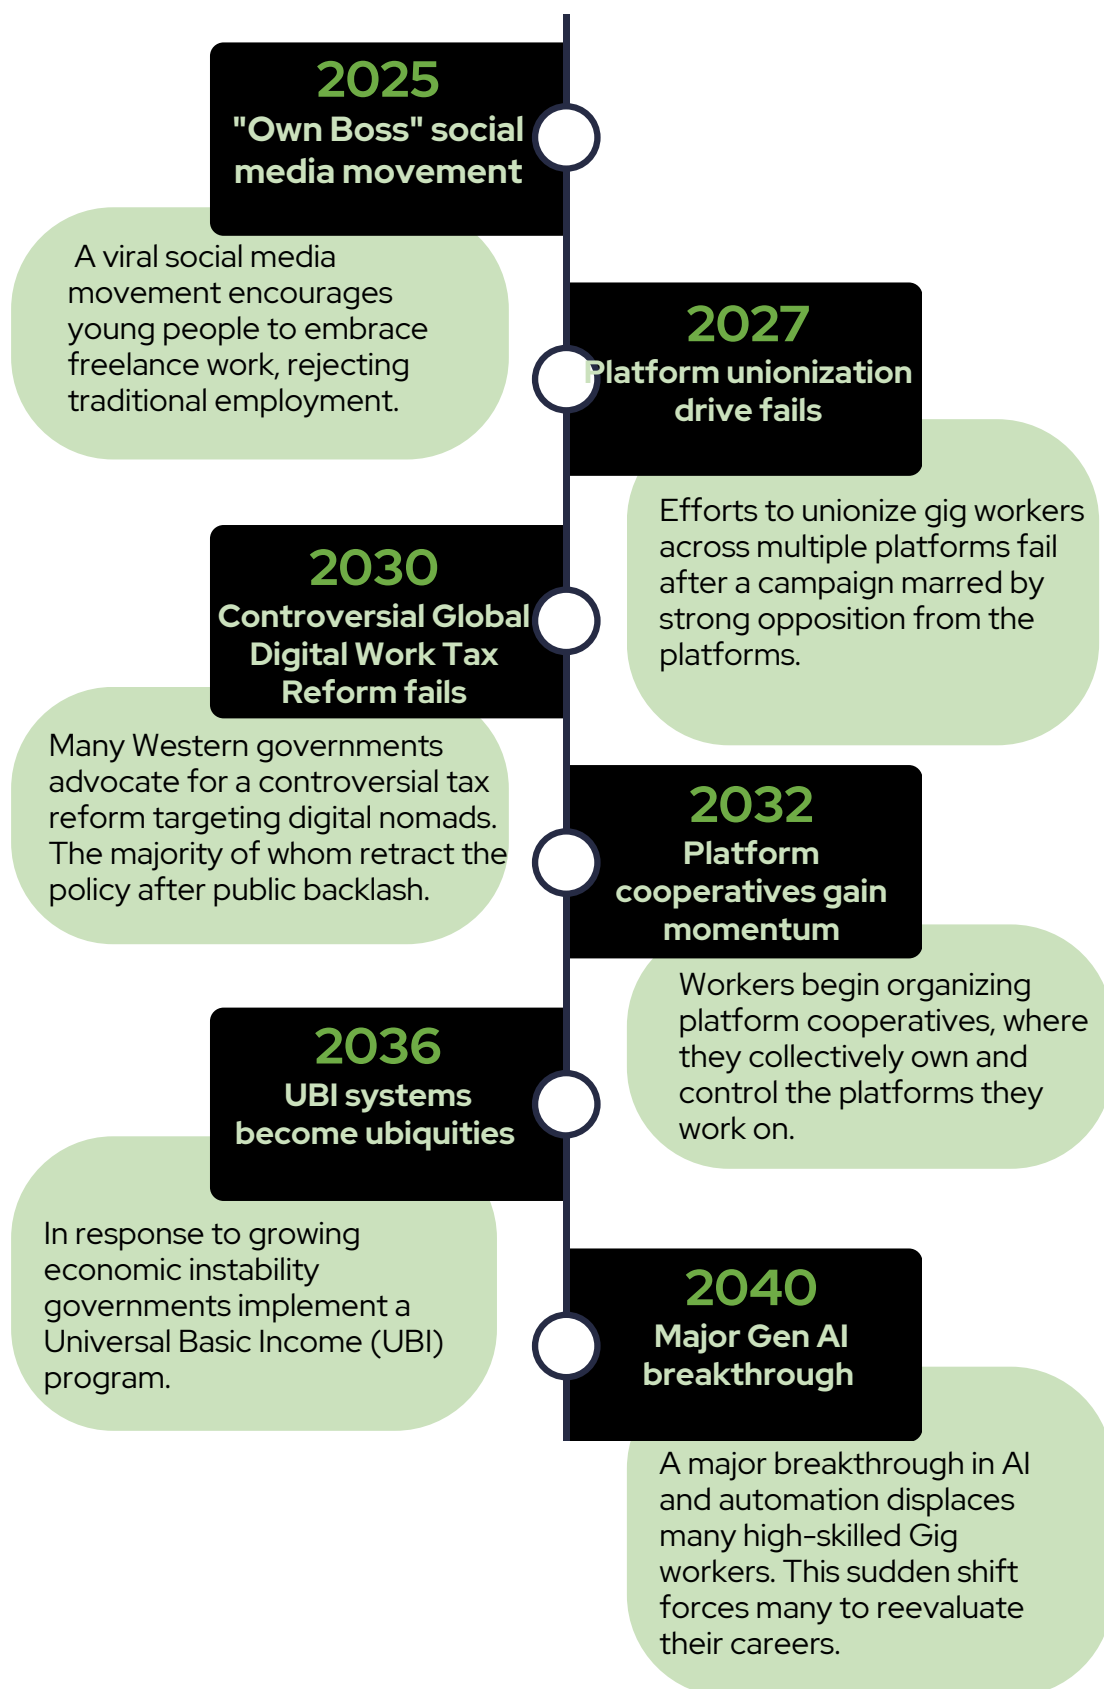 2025
"Own Boss" social
media movement
A viral social media
movement encourages
young people to embrace
freelance work, rejecting
traditional employment.
2027
Platform unionization
drive fails
Efforts to unionize gig workers
across multiple platforms fail
after a campaign marred by
strong opposition from the
platforms.
2030
Controversial Global
Digital Work Tax
Reform fails
Many Western governments
advocate for a controversial tax
reform targeting digital nomads.
The majority of whom retract the
policy after public backlash.
2032
Platform
cooperatives gain
momentum
Workers begin organizing
platform cooperatives, where
they collectively own and
control the platforms they
work on.
2036
UBI systems
become ubiquities
In response to growing
economic instability
governments implement a
Universal Basic Income (UBI)
program.
2040
Major Gen AI
breakthrough
A major breakthrough in AI
and automation displaces
many high-skilled Gig
workers. This sudden shift
forces many to reevaluate
their careers.